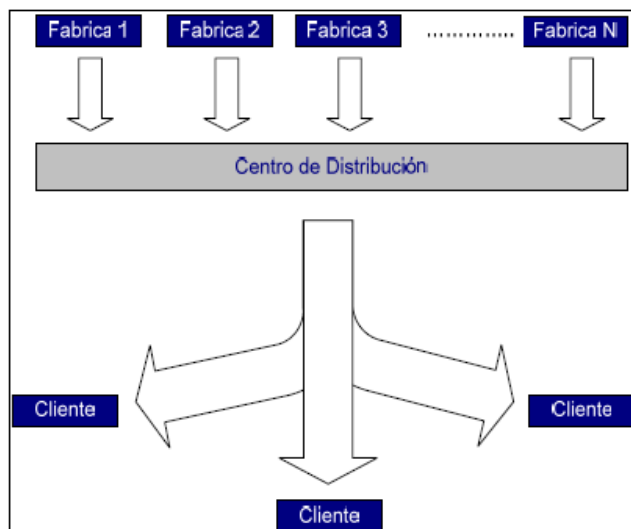 Fabrica 1 Fabrica 2 Fabrica 3 .............. Fabrica N
Centro de Distribución
Cliente Cliente
Cliente